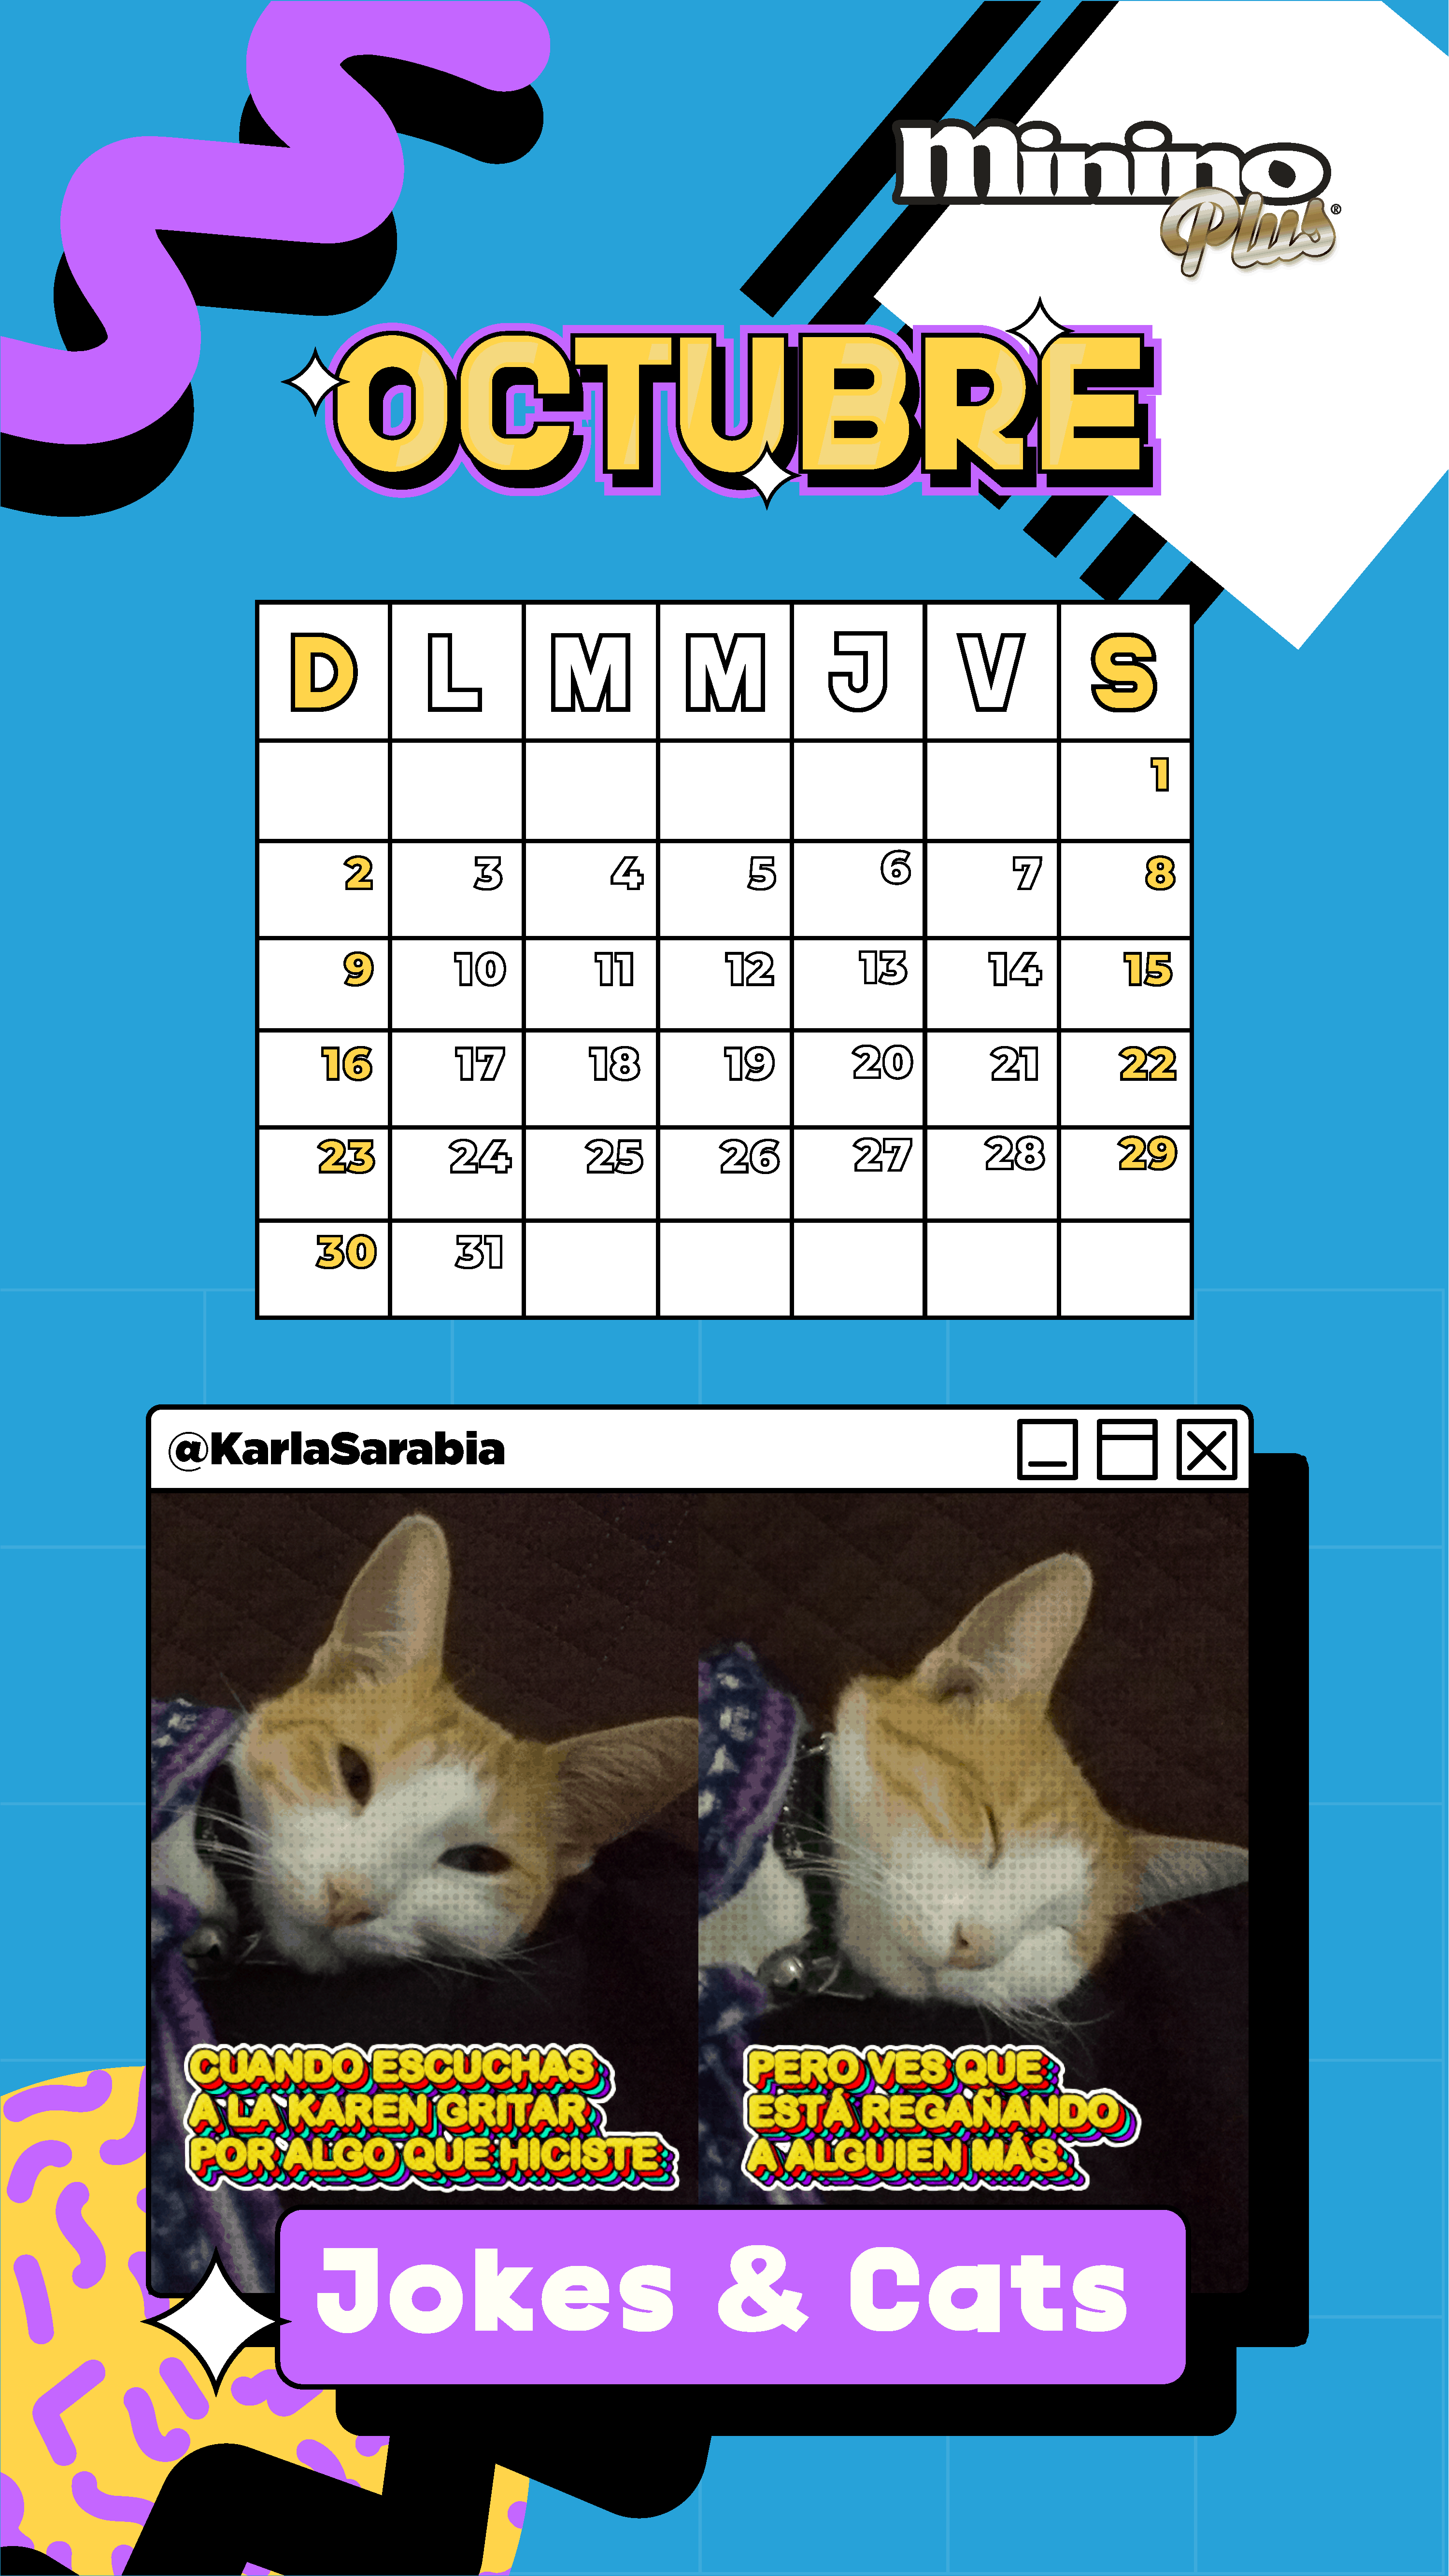 Minino
Plus®
OCTUBRE
D L M M J V S
1
2 3 4 5 6 7 8
9 10 11 12 13 14 15
16 17 18 19 20 21 22
23 24 25 26 27 28 29
30 31
@KarlaSarabia
CUANDO ESCUCHAS
A LA KAREN GRITAR
POR ALGO QUE HICISTE
PERO VES QUE
ESTÁ REGAÑANDO
A ALGUIEN MÁS.
Jokes & Cats